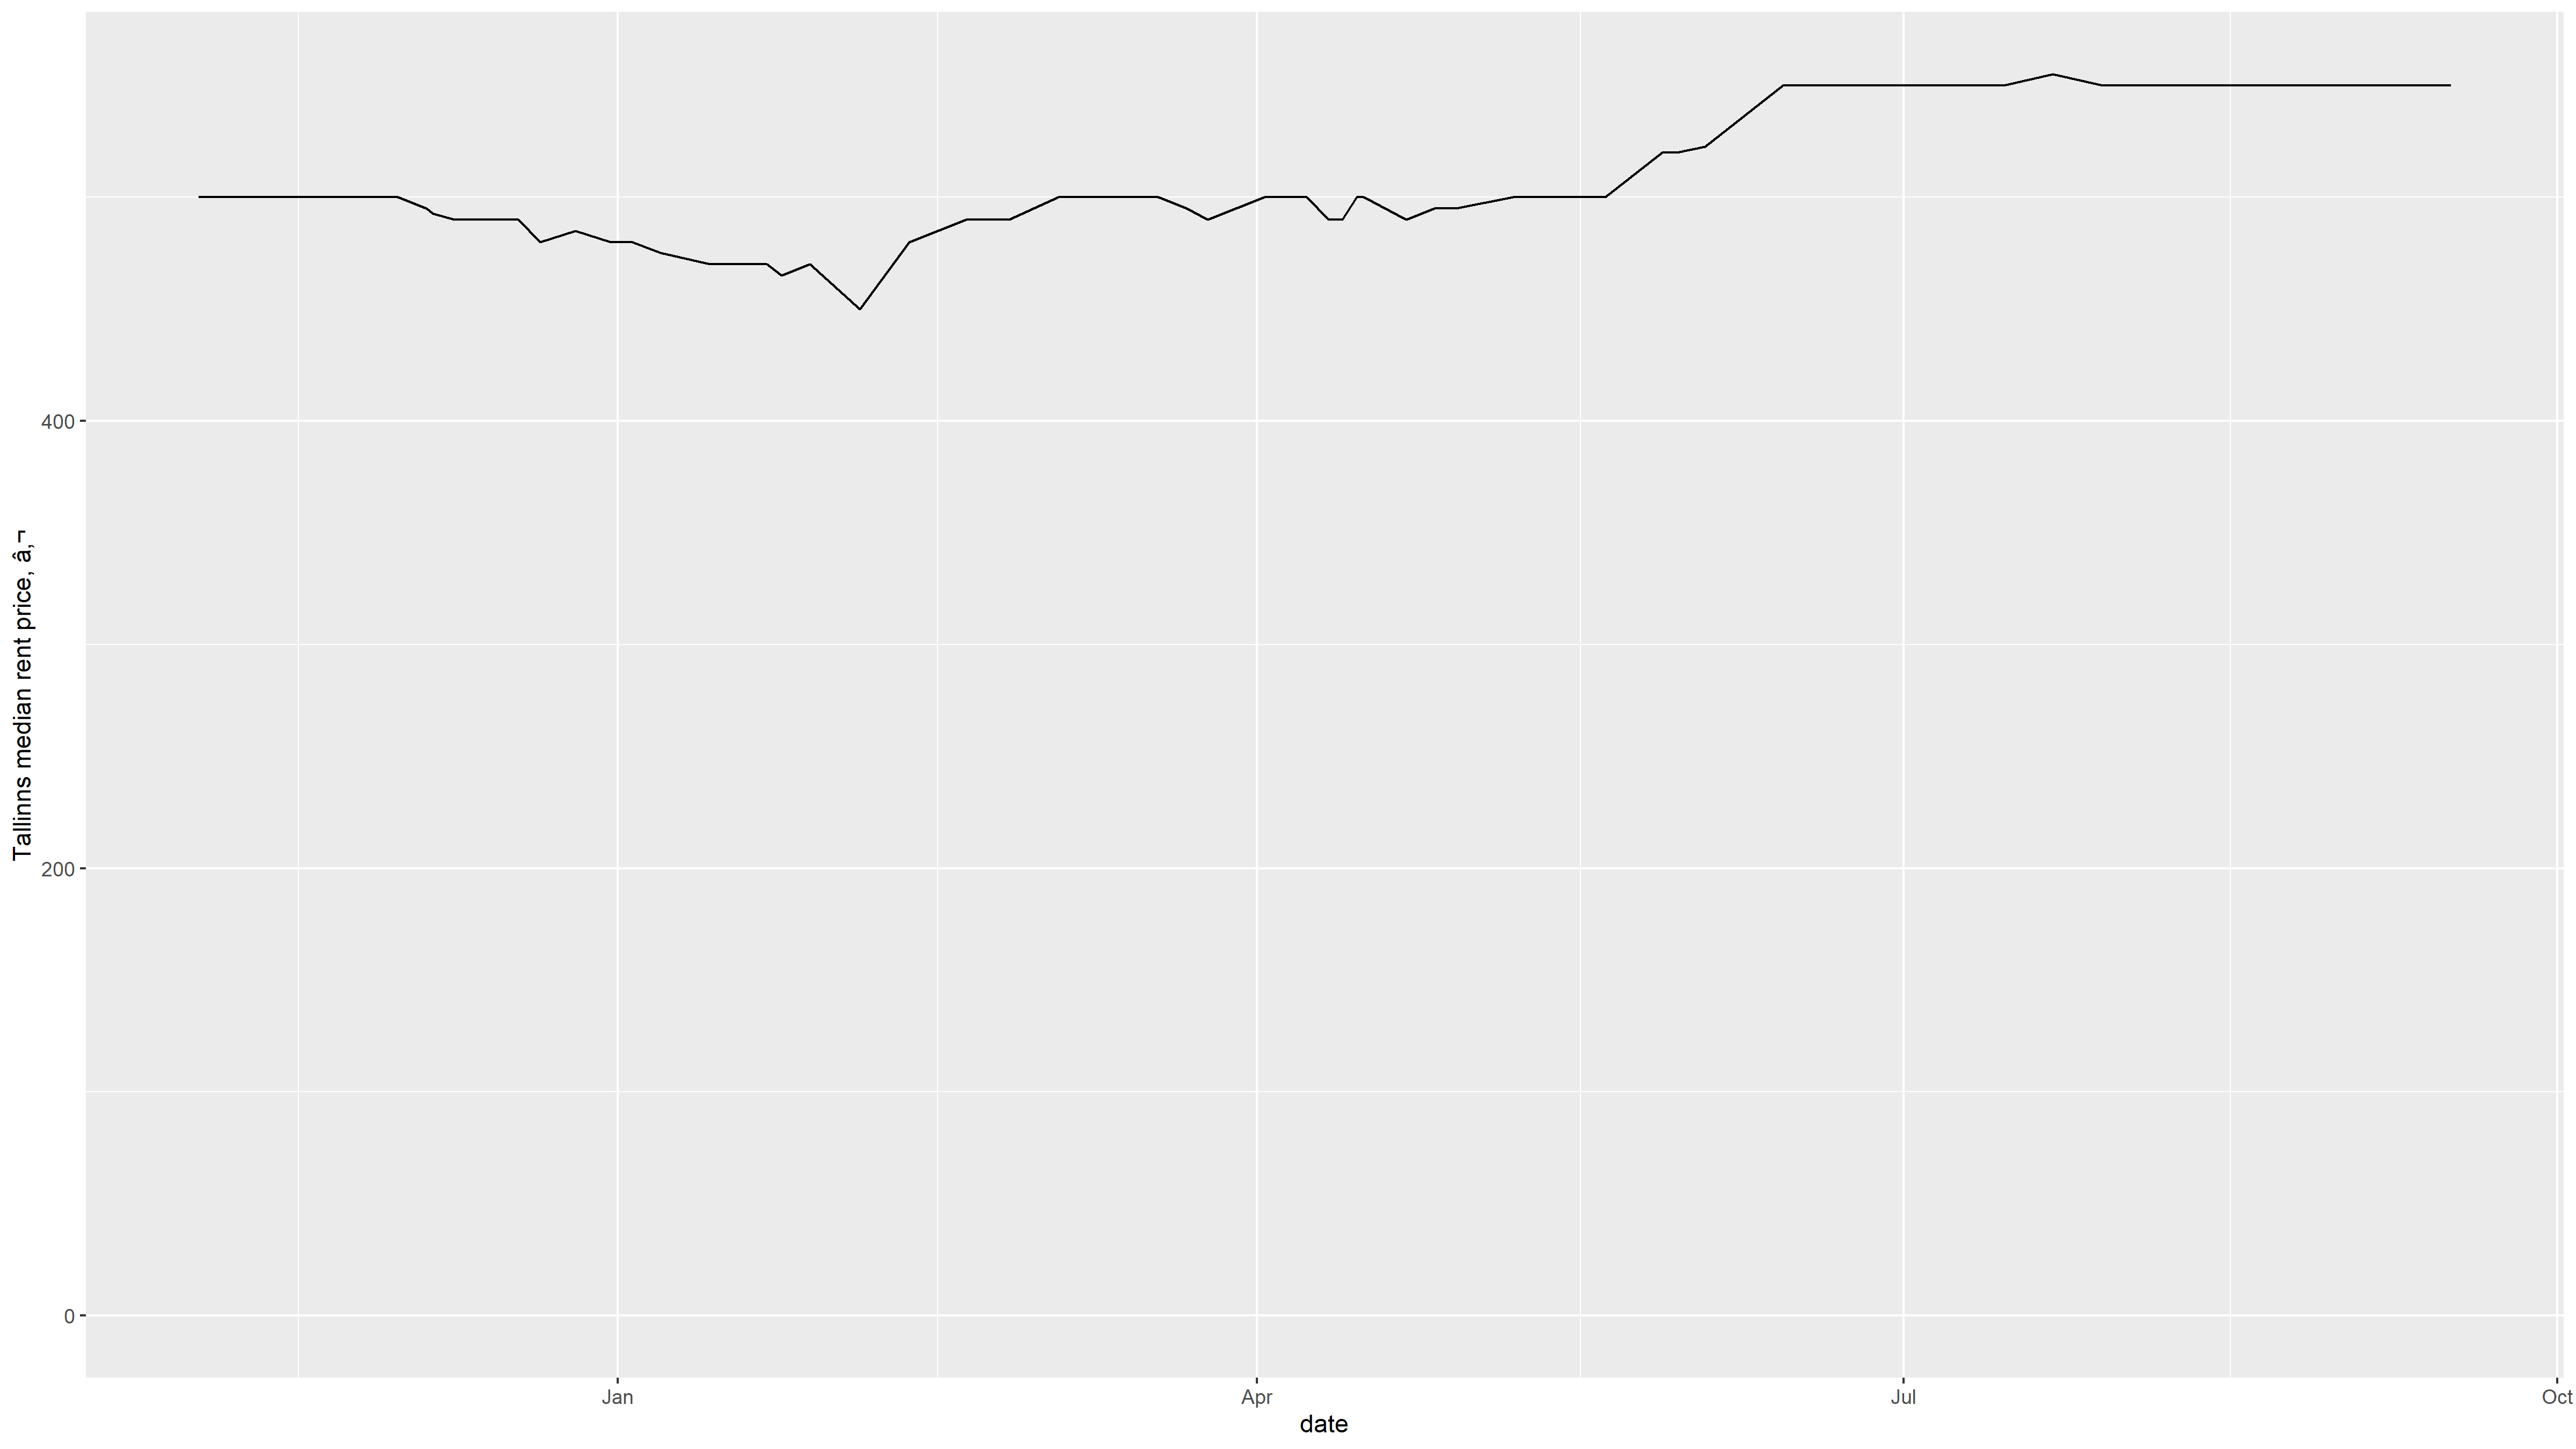 Tallinns median rent price, â‚¬
400
200
0
Jan
Apr
Jul
Oct
date